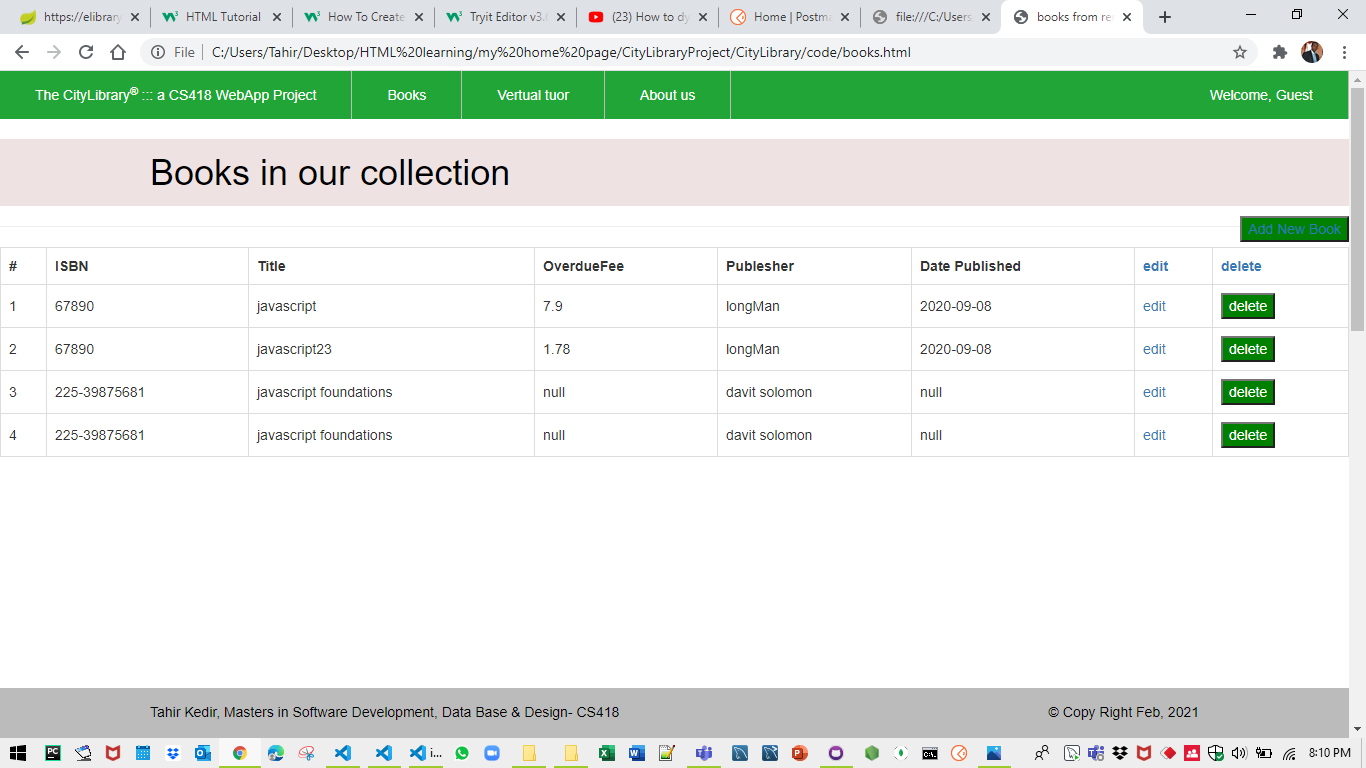 https://elibrary
HTML Tutorial
How To Create
Tryit Editor v3.
(23) How to dy
Home | Postma
file:///C:/Users
books from re
File
C:/Users/Tahir/Desktop/HTML%20learning/my%20home%20page/CityLibraryProject/CityLibrary/code/books.html
The CityLibrary® ::: a CS418 WebApp Project Books Vertual tuor About us Welcome, Guest
Books in our collection
Add New Book
# ISBN Title OverdueFee Publesher Date Published edit delete
1 67890 javascript 7.9 longMan 2020-09-08 edit delete
2 67890 javascript23 1.78 longMan 2020-09-08 edit delete
3 225-39875681 javascript foundations null davit solomon null edit delete
4 225-39875681 javascript foundations null davit solomon null edit delete
Tahir Kedir, Masters in Software Development, Data Base & Design- CS418 © Copy Right Feb, 2021
i... 8:10 PM